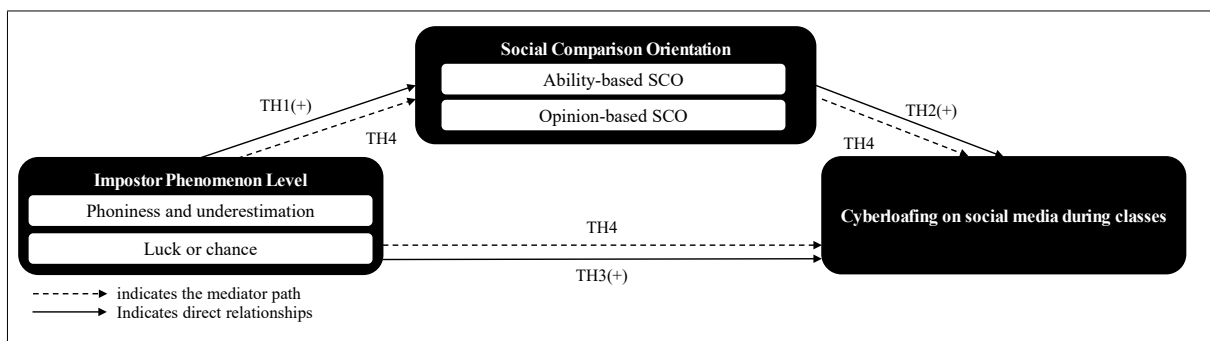 Social Comparison Orientation
Ability-based SCO
Opinion-based SCO
TH1(+)
TH4
TH2(+)
TH4
Impostor Phenomenon Level
Phoniness and underestimation
Luck or chance
TH4
TH3(+)
Cyberloafing on social media during classes
indicates the mediator path
Indicates direct relationships